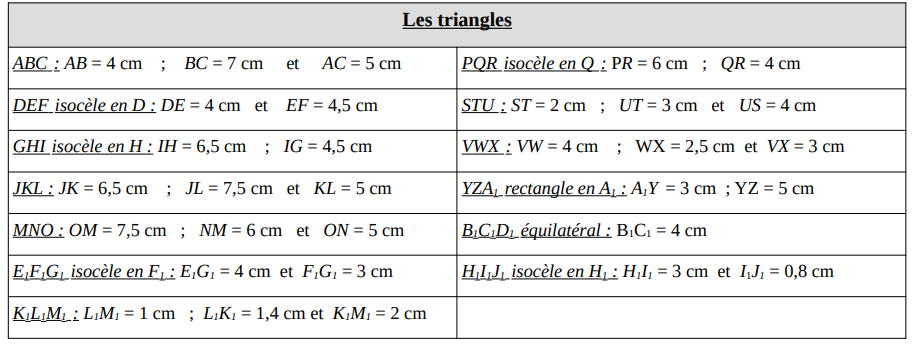 Les triangles
ABC : AB = 4 cm ; BC = 7 cm et AC = 5 cm
PQR isocèle en Q : PR = 6 cm ; QR = 4 cm
DEF isocèle en D : DE = 4 cm et EF = 4,5 cm
STU : ST = 2 cm ; UT = 3 cm et US = 4 cm
GHI isocèle en H : IH = 6,5 cm ; IG = 4,5 cm
VWX : VW = 4 cm ; WX = 2,5 cm et VX = 3 cm
JKL : JK = 6,5 cm ; JL = 7,5 cm et KL = 5 cm
YZA₁ rectangle en A₁ : A₁Y = 3 cm ; YZ = 5 cm
MNO : OM = 7,5 cm ; NM = 6 cm et ON = 5 cm
B₁C₁D₁ équilatéral : B₁C₁ = 4 cm
E₁F₁G₁ isocèle en F₁ : E₁G₁ = 4 cm et F₁G₁ = 3 cm
H₁I₁J₁ isocèle en H₁ : H₁I₁ = 3 cm et I₁J₁ = 0,8 cm
K₁L₁M₁ : L₁M₁ = 1 cm ; L₁K₁ = 1,4 cm et K₁M₁ = 2 cm